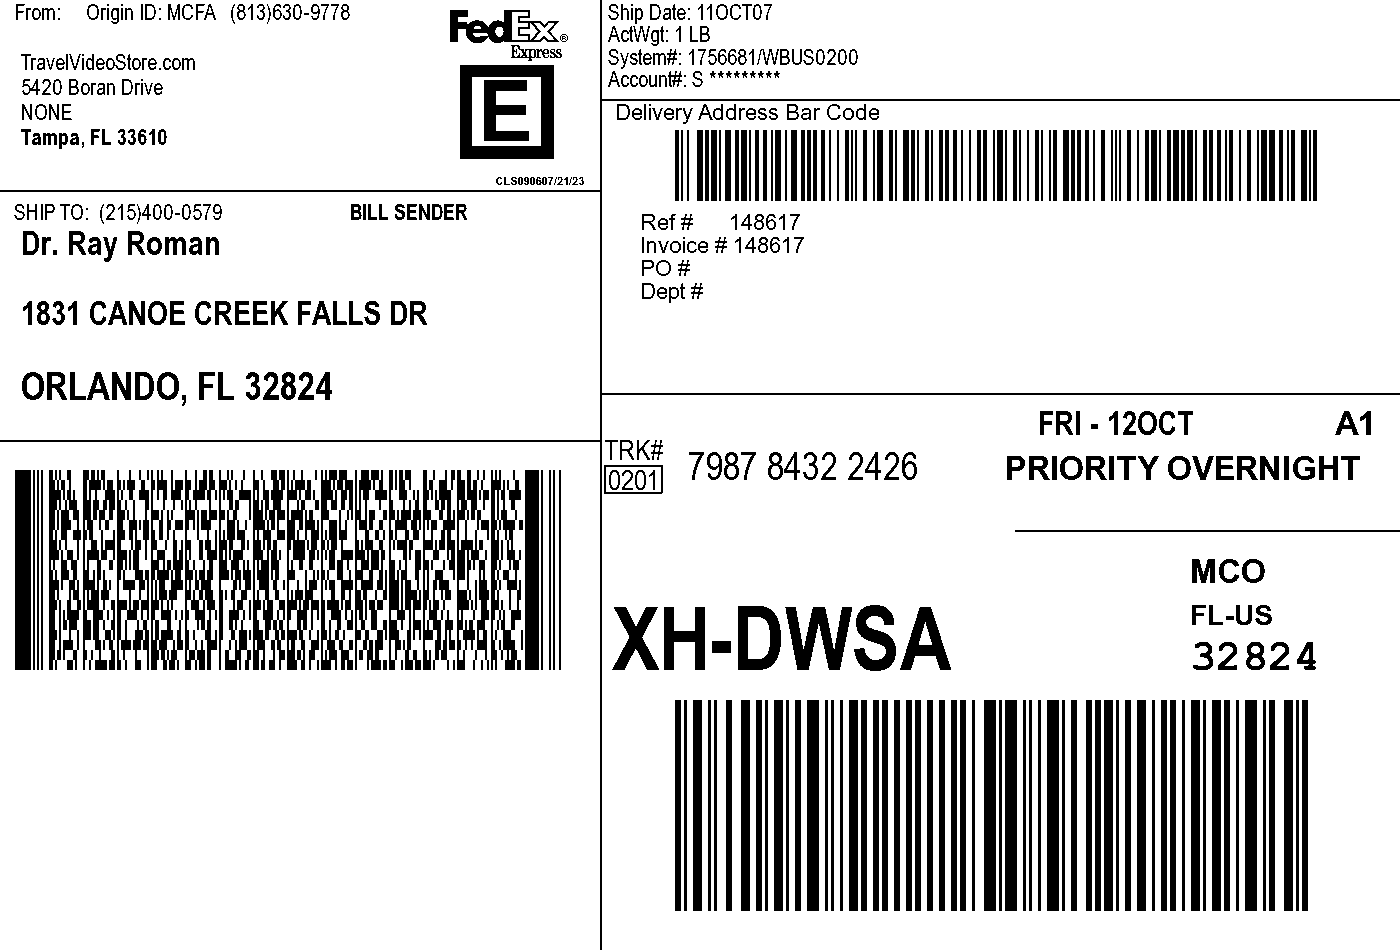 From: Origin ID: MCFA (813)630-9778
TravelVideoStore.com
5420 Boran Drive
NONE
Tampa, FL 33610
FedEx®
Express
E
CLS090607/21/23
SHIP TO: (215)400-0579 BILL SENDER
Dr. Ray Roman
1831 CANOE CREEK FALLS DR
ORLANDO, FL 32824
Ship Date: 11OCT07
ActWgt: 1 LB
System#: 1756681/WBUS0200
Account#: S *********
Delivery Address Bar Code
Ref # 148617
Invoice # 148617
PO #
Dept #
FRI - 12OCT A1
TRK# 
0201 7987 8432 2426 PRIORITY OVERNIGHT
MCO
FL-US
XH-DWSA 32824